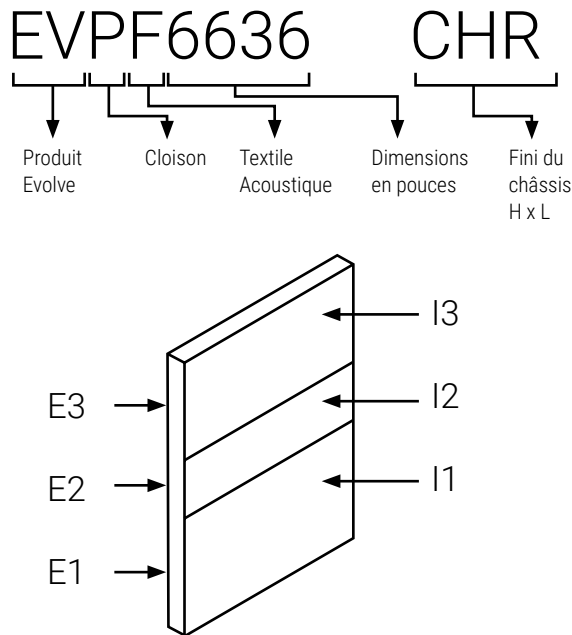 EVPF6636 CHR
Produit
Evolve
Cloison
Textile
Acoustique
Dimensions
en pouces
Fini du
châssis
H x L
I3
E3
I2
E2
I1
E1